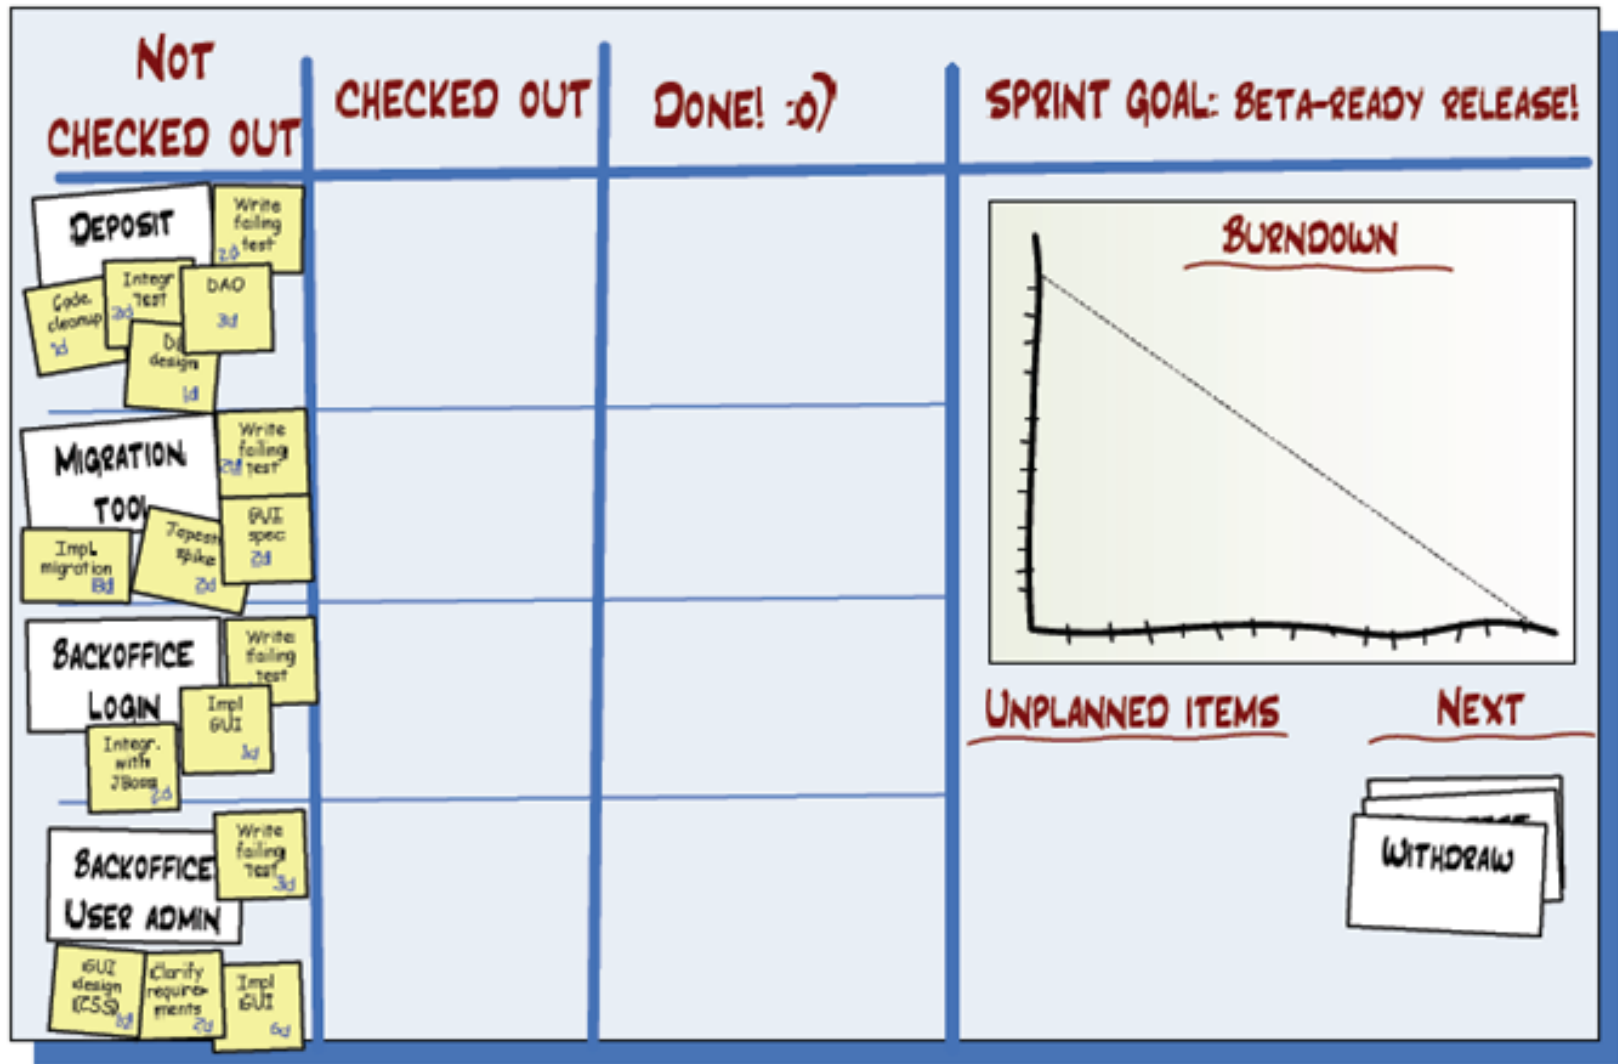 NOT
CHECKED OUT
CHECKED OUT
DONE! :o)
SPRINT GOAL: BETA-READY RELEASE!
DEPOSIT
Write
failing
test
2d
Code
cleanup
Integr
test
2d
DAO
3d
design
1d
MIGRATION
TOOL
Write
failing
test
2d
GUI
spec
2d
Impl.
migration
8d
spike
2d
BACKOFFICE
LOGIN
Write
failing
test
Impl
GUI
Integr.
with
JBoss
2d
BACKOFFICE
USER ADMIN
Write
failing
test
3d
GUI
design
(CSS)
1d
Clarify
require-
ments
2d
Impl
GUI
6d
BURNDOWN
UNPLANNED ITEMS
NEXT
WITHDRAW